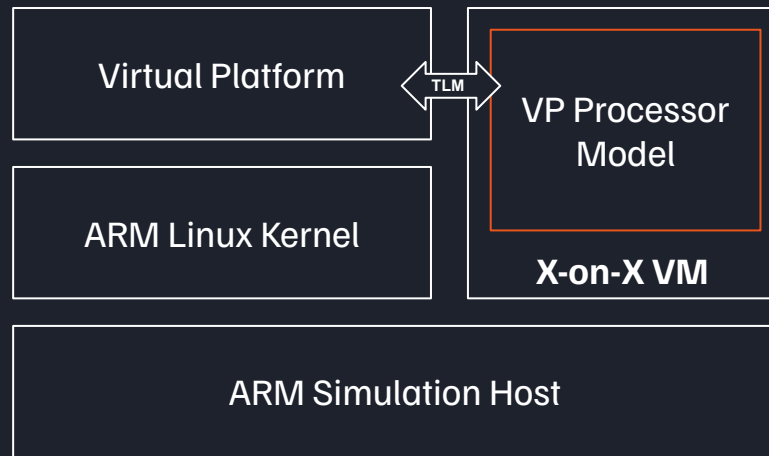 Virtual Platform
TLM
VP Processor
Model
ARM Linux Kernel
X-on-X VM
ARM Simulation Host